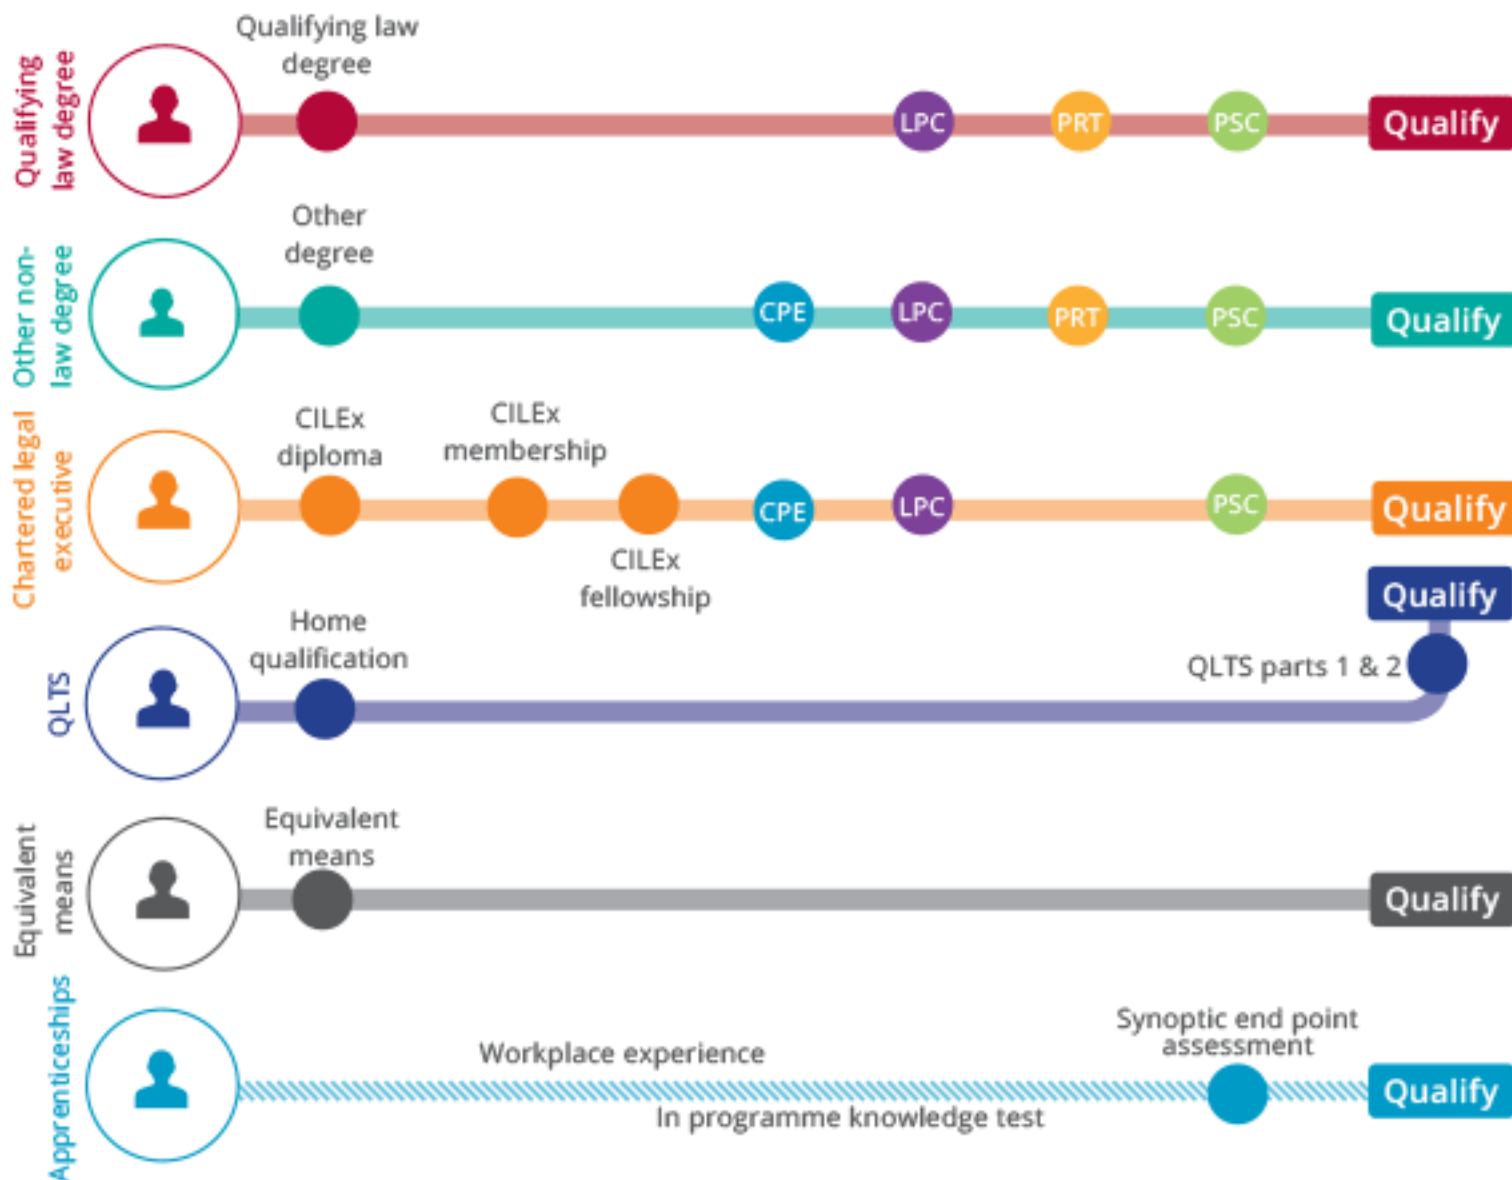 Qualifying
law degree
Qualifying law
degree
LPC
PRT
PSC
Qualify
Other non-
law degree
Other
degree
CPE
LPC
PRT
PSC
Qualify
Chartered legal
executive
CILEx
diploma
CILEx
membership
CILEx
fellowship
CPE
LPC
PSC
Qualify
QLTS
Home
qualification
QLTS parts 1 & 2
Qualify
Equivalent
means
Equivalent
means
Qualify
Apprenticeships
Workplace experience
In programme knowledge test
Synoptic end point
assessment
Qualify